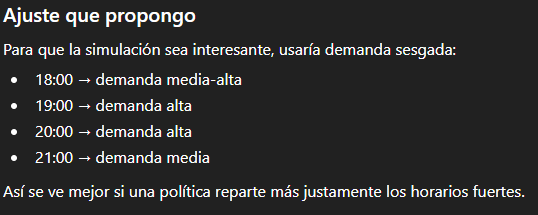 Ajuste que propongo
Para que la simulación sea interesante, usaría demanda sesgada:
• 18:00 → demanda media-alta
• 19:00 → demanda alta
• 20:00 → demanda alta
• 21:00 → demanda media
Así se ve mejor si una política reparte más justamente los horarios fuertes.